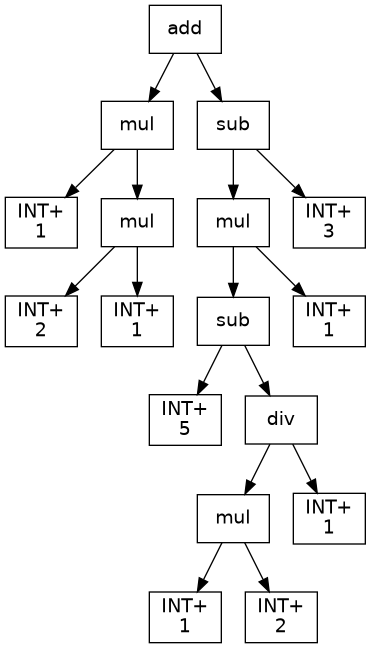 add
mul
sub
INT+
1
mul
mul
INT+
3
INT+
2
INT+
1
sub
INT+
1
INT+
5
div
mul
INT+
1
INT+
1
INT+
2